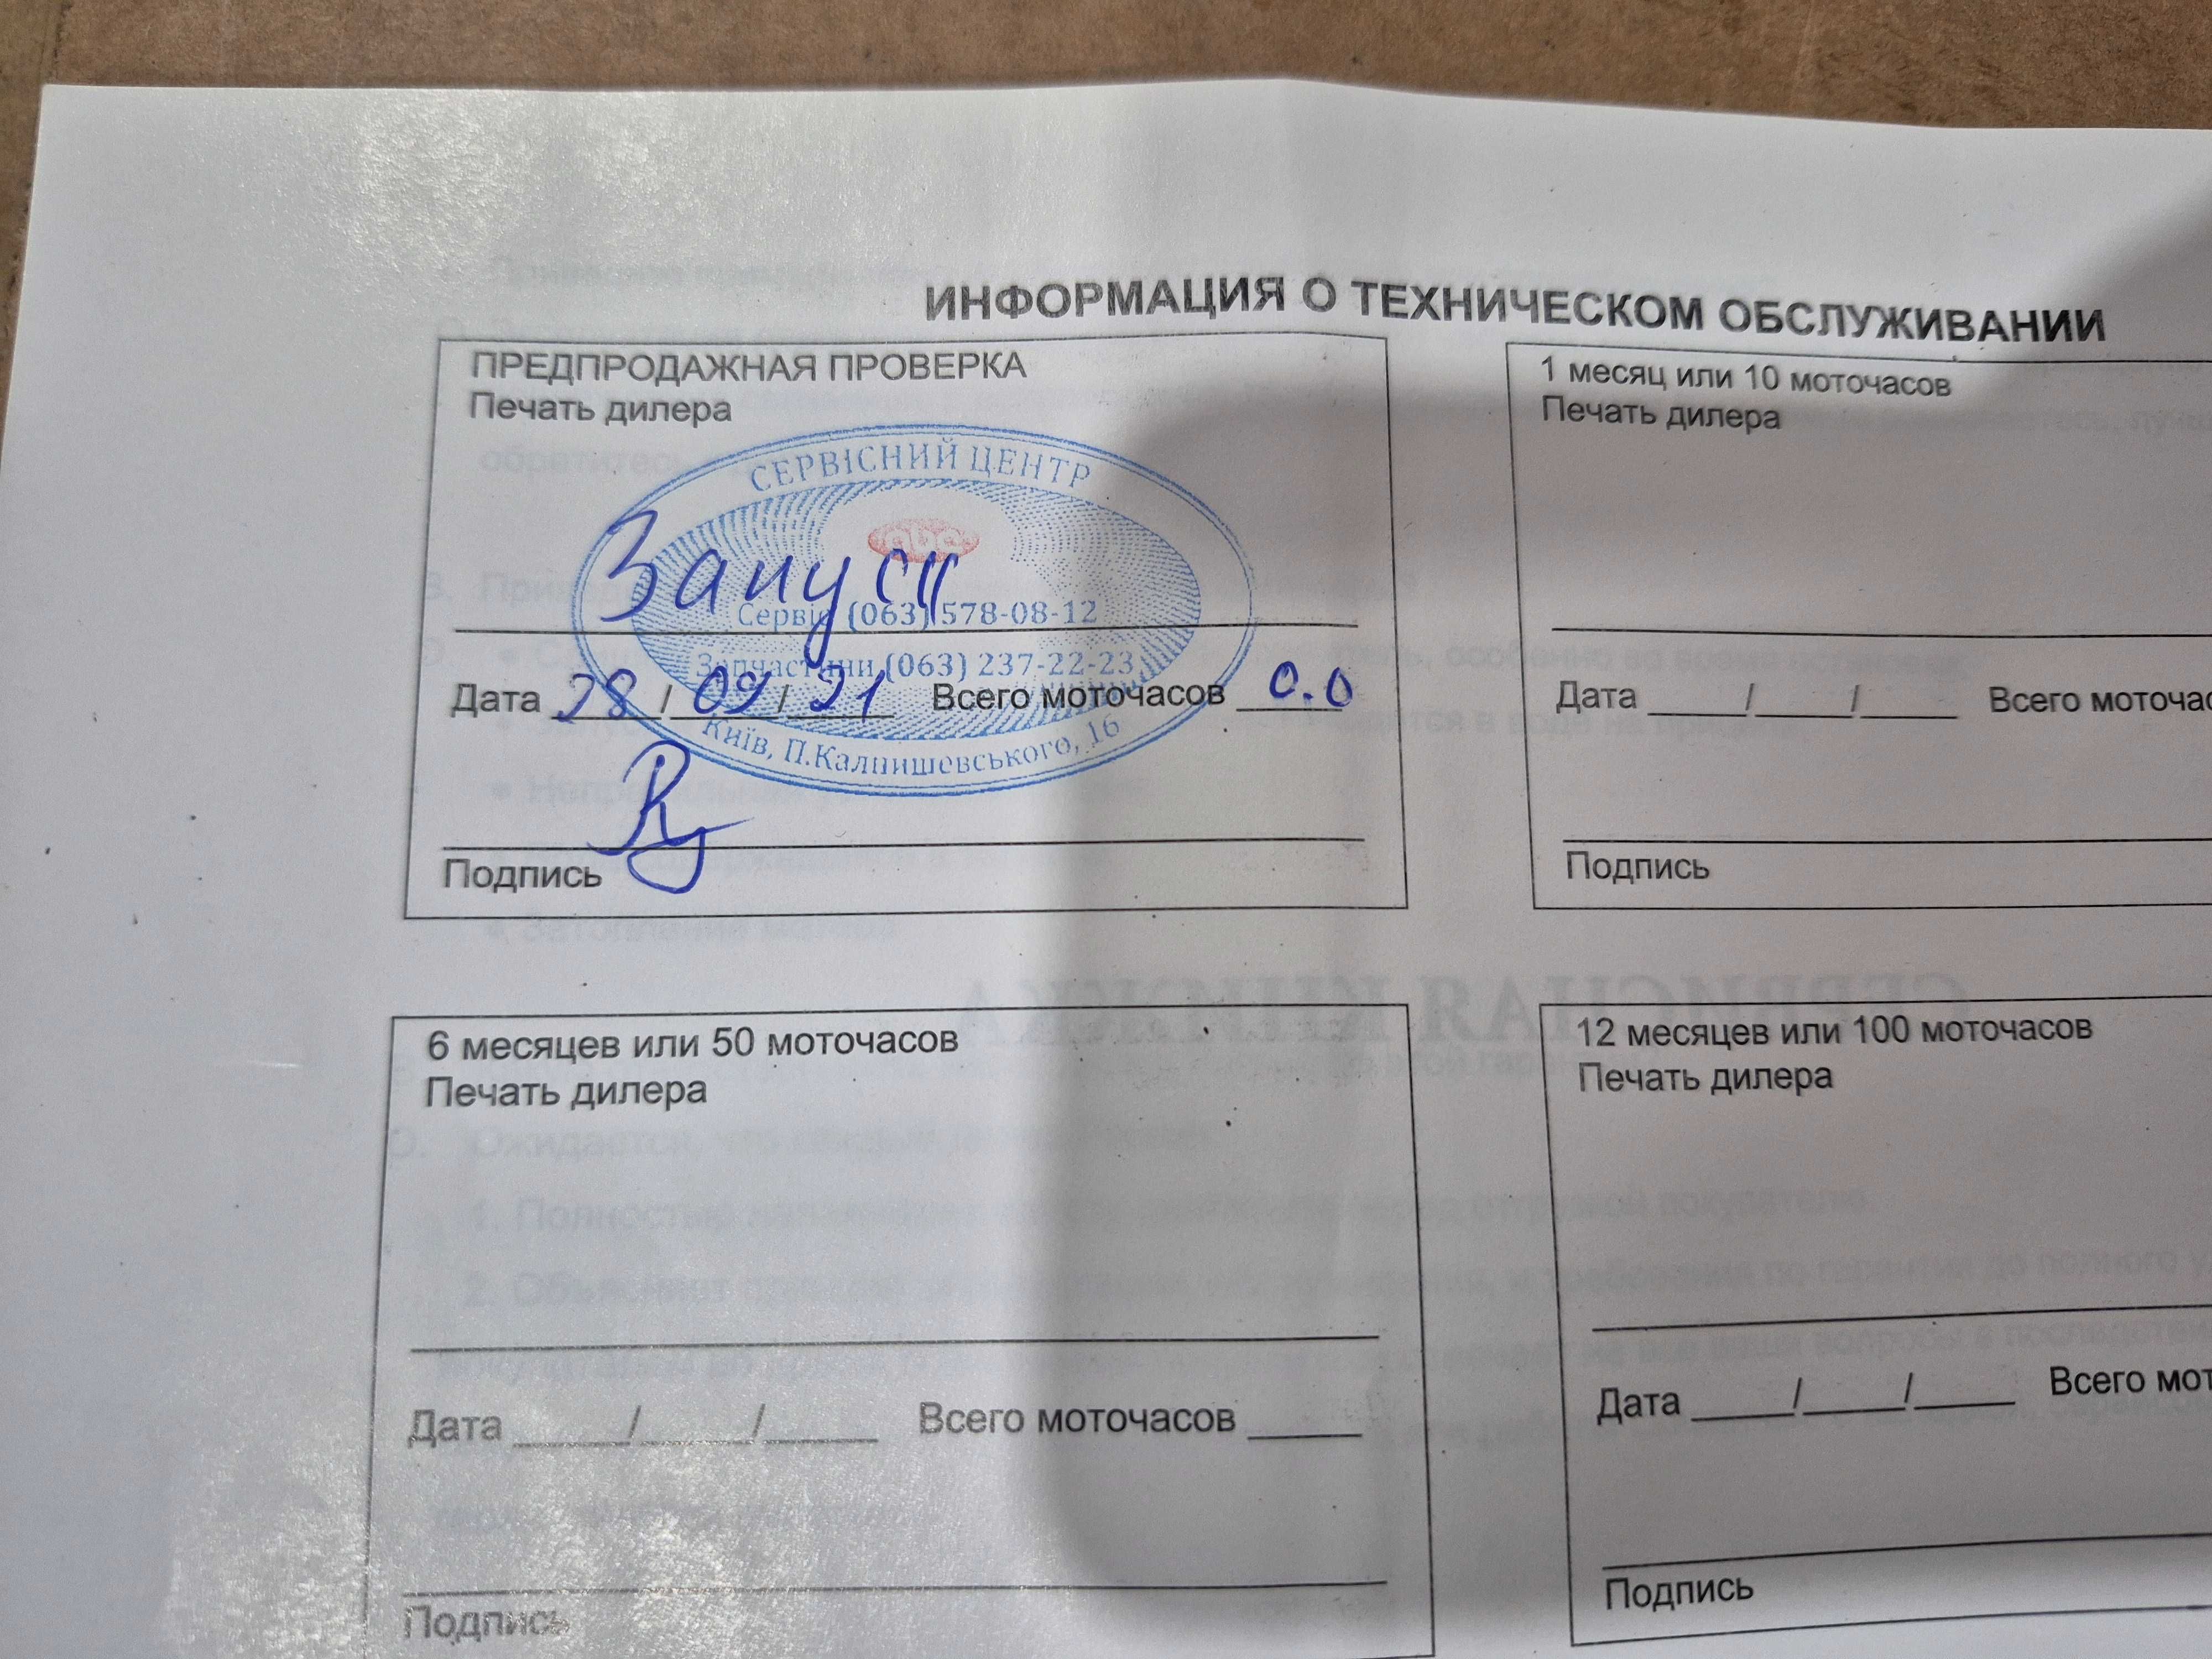 ИНФОРМАЦИЯ О ТЕХНИЧЕСКОМ ОБСЛУЖИВАНИИ
ПРЕДПРОДАЖНАЯ ПРОВЕРКА
Печать дилера
СЕРВІСНИЙ ЦЕНТР
abc
Запуск
Сервіс (063) 578-08-12
Запчастини (063) 237-22-23
Дата 28 / 09 / 21 Всего моточасов 0.0
Київ, П.Калнишевського, 16
Подпись
1 месяц или 10 моточасов
Печать дилера
Дата / / Всего моточас
Подпись
6 месяцев или 50 моточасов
Печать дилера
Дата / / Всего моточасов
Подпись
12 месяцев или 100 моточасов
Печать дилера
Дата / / Всего мот
Подпись